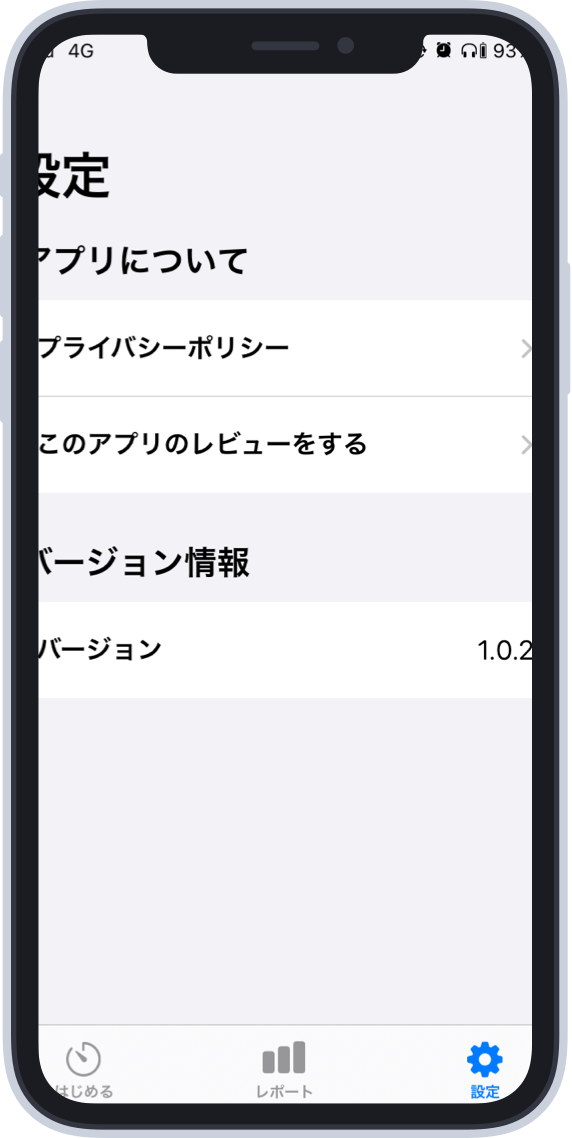 4G 93
設定
アプリについて
プライバシーポリシー
このアプリのレビューをする
バージョン情報
バージョン 1.0.2
はじめる レポート 設定